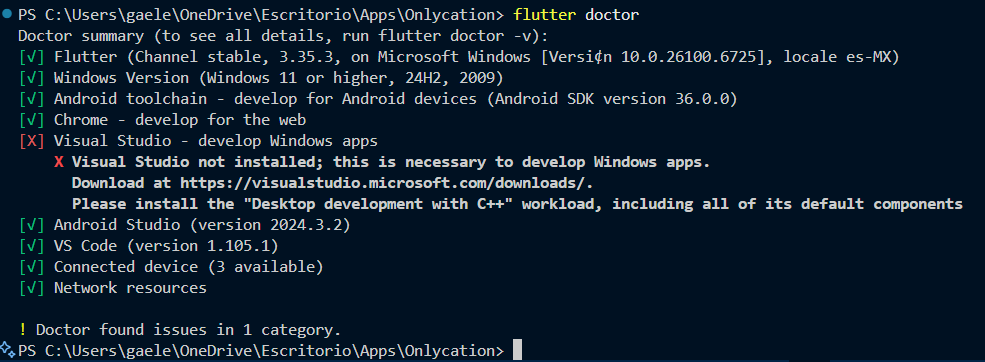 PS C:\Users\gaele\OneDrive\Escritorio\Apps\Onlycation> flutter doctor
Doctor summary (to see all details, run flutter doctor -v):
[√] Flutter (Channel stable, 3.35.3, on Microsoft Windows [Versi¢n 10.0.26100.6725], locale es-MX)
[√] Windows Version (Windows 11 or higher, 24H2, 2009)
[√] Android toolchain - develop for Android devices (Android SDK version 36.0.0)
[√] Chrome - develop for the web
[X] Visual Studio - develop Windows apps
X Visual Studio not installed; this is necessary to develop Windows apps.
Download at https://visualstudio.microsoft.com/downloads/.
Please install the "Desktop development with C++" workload, including all of its default components
[√] Android Studio (version 2024.3.2)
[√] VS Code (version 1.105.1)
[√] Connected device (3 available)
[√] Network resources
! Doctor found issues in 1 category.
PS C:\Users\gaele\OneDrive\Escritorio\Apps\Onlycation>